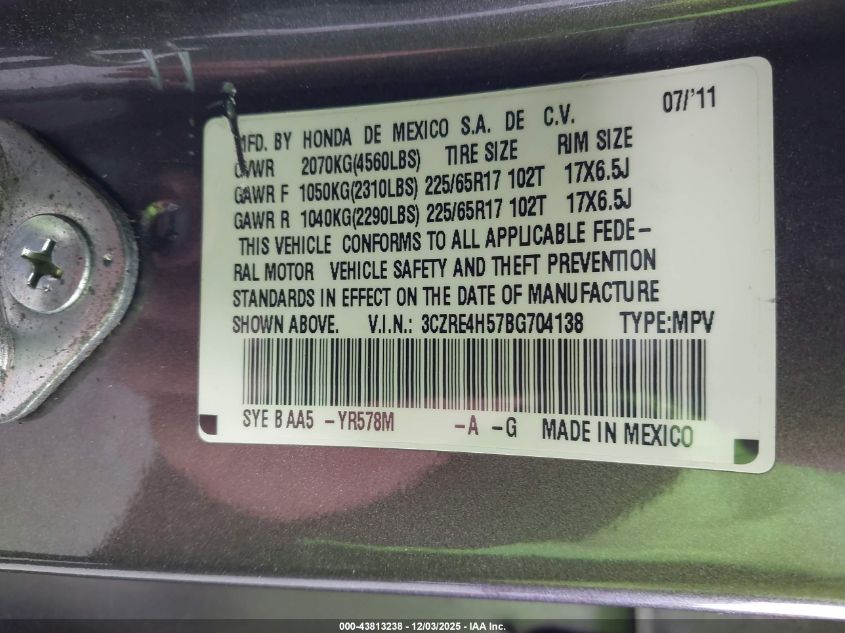 07/'11
MFD. BY HONDA DE MEXICO S.A. DE C.V.
GVWR 2070KG(4560LBS) TIRE SIZE RIM SIZE
GAWR F 1050KG(2310LBS) 225/65R17 102T 17X6.5J
GAWR R 1040KG(2290LBS) 225/65R17 102T 17X6.5J
THIS VEHICLE CONFORMS TO ALL APPLICABLE FEDE-
RAL MOTOR VEHICLE SAFETY AND THEFT PREVENTION
STANDARDS IN EFFECT ON THE DATE OF MANUFACTURE
SHOWN ABOVE. V.I.N.: 3CZRE4H57BG704138 TYPE:MPV
SYE B AA5 -YR578M -A -G MADE IN MEXICO
000-43813238 - 12/03/2025 - IAA Inc.